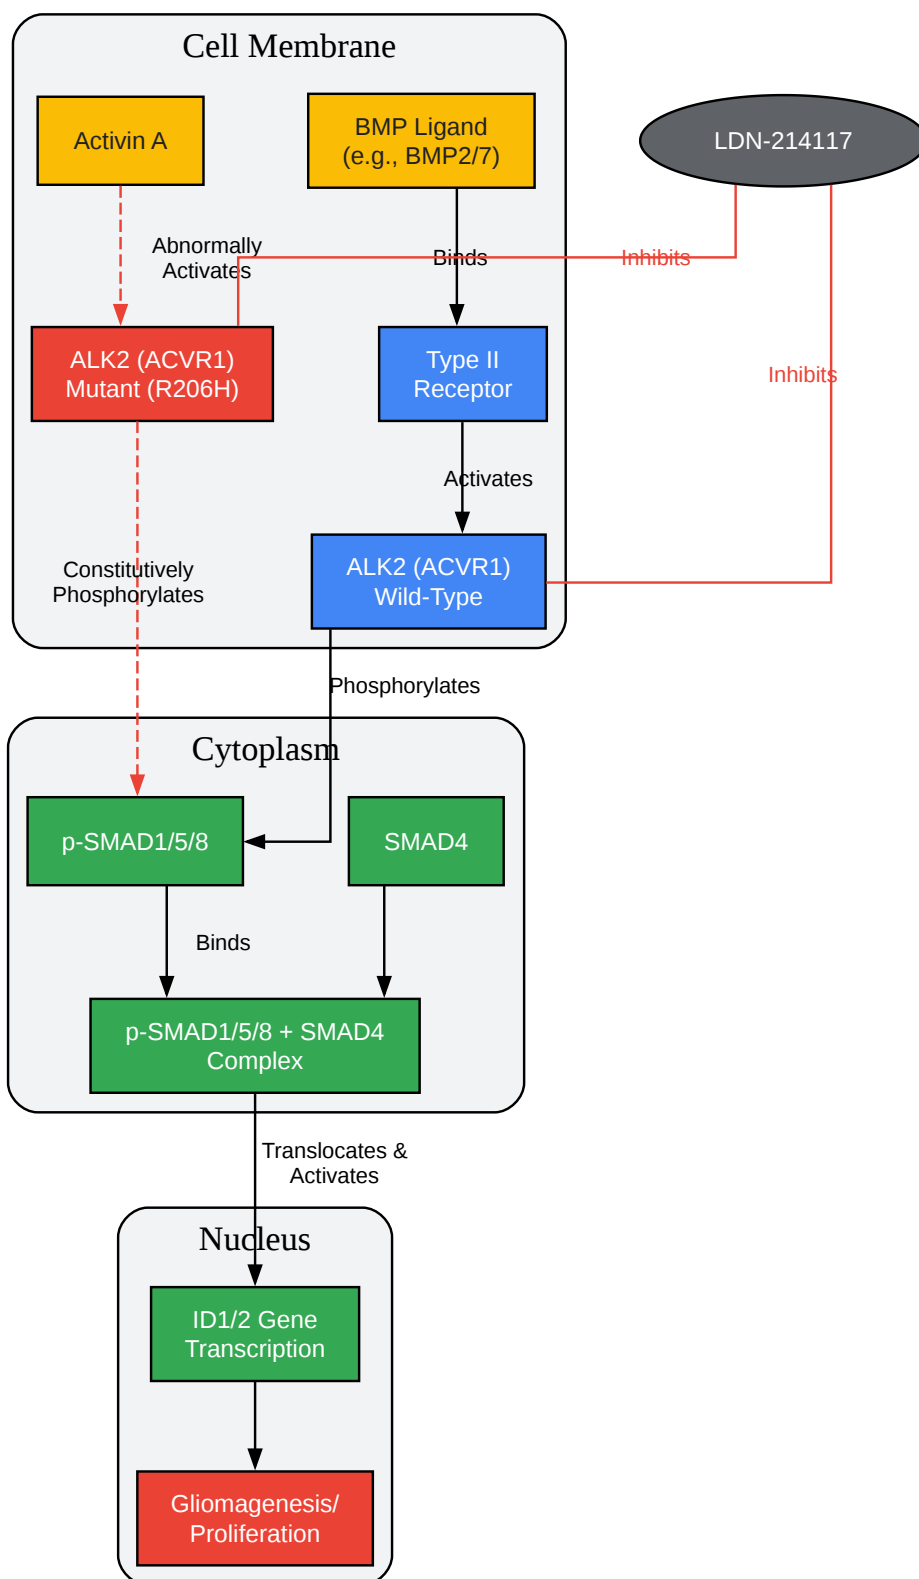 Cell Membrane
Activin A
BMP Ligand
(e.g., BMP2/7)
LDN-214117
Abnormally
Activates
Binds
Inhibits
ALK2 (ACVR1)
Mutant (R206H)
Type II
Receptor
Inhibits
Activates
ALK2 (ACVR1)
Wild-Type
Constitutively
Phosphorylates
Phosphorylates
Cytoplasm
p-SMAD1/5/8
SMAD4
Binds
p-SMAD1/5/8 + SMAD4
Complex
Translocates &
Activates
Nucleus
ID1/2 Gene
Transcription
Gliomagenesis/
Proliferation